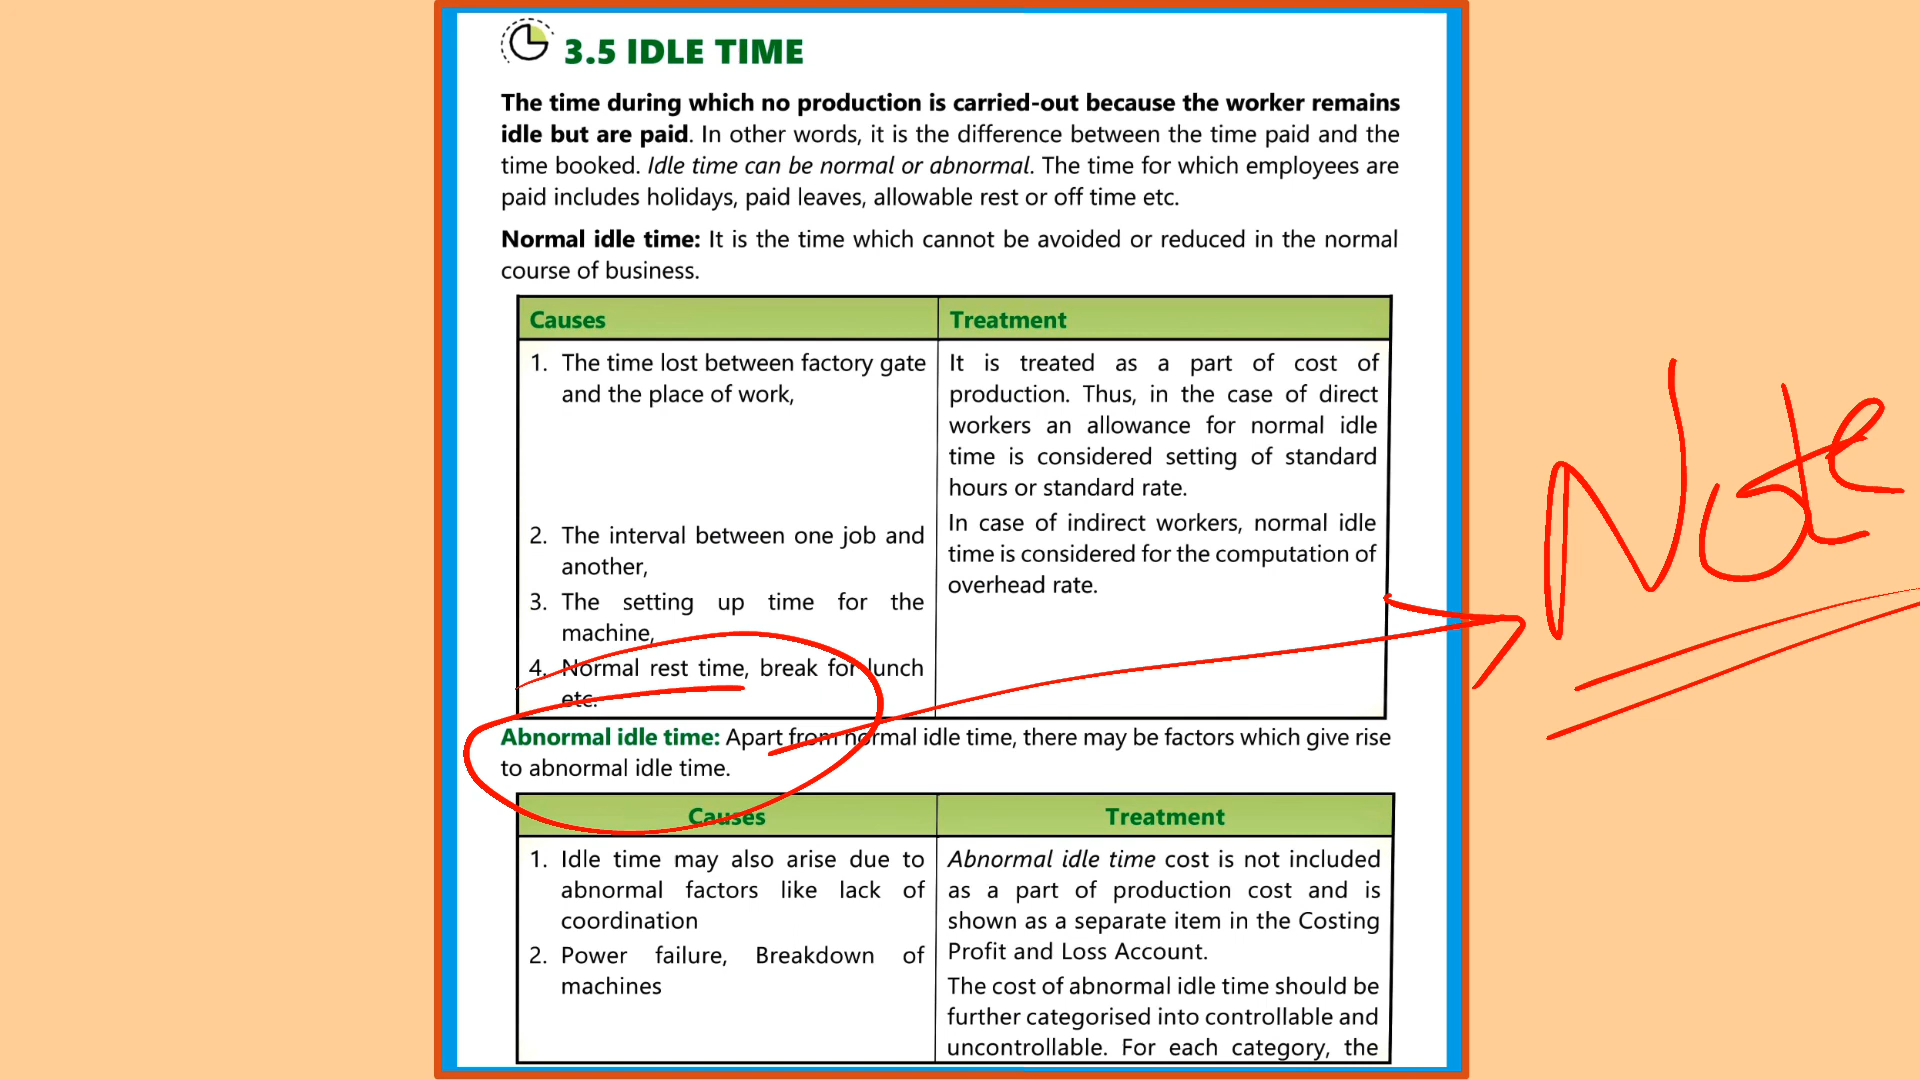 3.5 IDLE TIME
The time during which no production is carried-out because the worker remains
idle but are paid. In other words, it is the difference between the time paid and the
time booked. Idle time can be normal or abnormal. The time for which employees are
paid includes holidays, paid leaves, allowable rest or off time etc.
Normal idle time: It is the time which cannot be avoided or reduced in the normal
course of business.
Causes
1. The time lost between factory gate
and the place of work,
2. The interval between one job and
another,
3. The setting up time for the
machine,
4. Normal rest time, break for lunch
etc.
Treatment
It is treated as a part of cost of
production. Thus, in the case of direct
workers an allowance for normal idle
time is considered setting of standard
hours or standard rate.
In case of indirect workers, normal idle
time is considered for the computation of
overhead rate.
Note
Abnormal idle time: Apart from normal idle time, there may be factors which give rise
to abnormal idle time.
Causes
1. Idle time may also arise due to
abnormal factors like lack of
coordination
2. Power failure, Breakdown of
machines
Treatment
Abnormal idle time cost is not included
as a part of production cost and is
shown as a separate item in the Costing
Profit and Loss Account.
The cost of abnormal idle time should be
further categorised into controllable and
uncontrollable. For each category, the